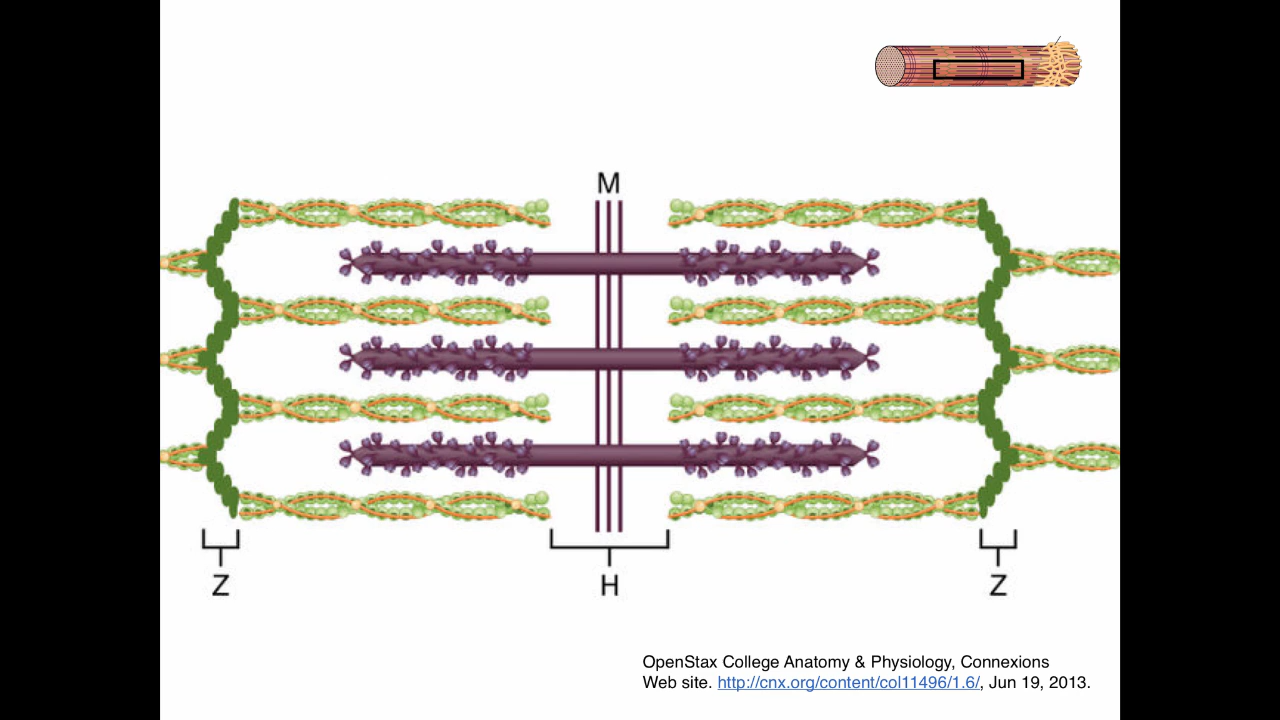 M
Z
H
Z
OpenStax College Anatomy & Physiology, Connexions
Web site. http://cnx.org/content/col11496/1.6/, Jun 19, 2013.